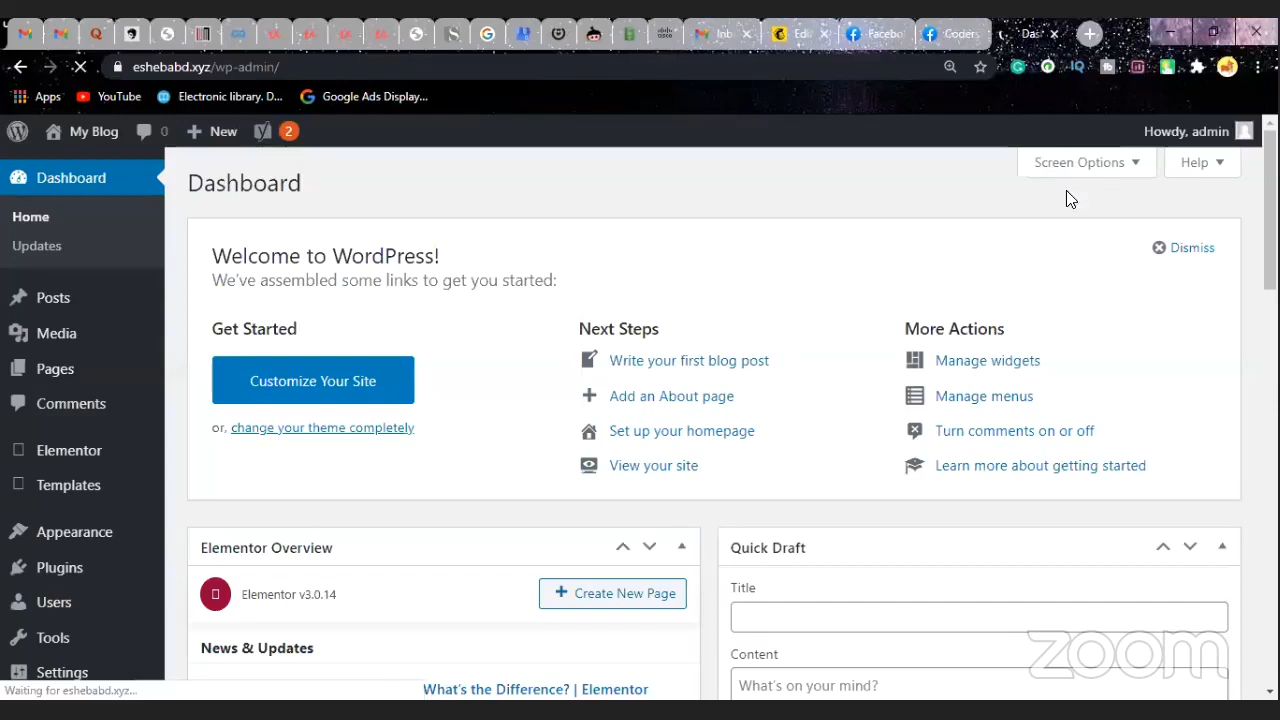 Inb
Edi
Facebo
Coders
Das
eshebabd.xyz/wp-admin/
Apps
YouTube
Electronic library. D...
Google Ads Display...
My Blog
0
New
2
Howdy, admin
Dashboard
Home
Updates
Posts
Media
Pages
Comments
Elementor
Templates
Appearance
Plugins
Users
Tools
Settings
Screen Options
Help
Dashboard
Welcome to WordPress!
Dismiss
We've assembled some links to get you started:
Get Started
Customize Your Site
or, change your theme completely
Next Steps
Write your first blog post
Add an About page
Set up your homepage
View your site
More Actions
Manage widgets
Manage menus
Turn comments on or off
Learn more about getting started
Elementor Overview
Elementor v3.0.14
Create New Page
News & Updates
What's the Difference? | Elementor
Quick Draft
Title
Content
What's on your mind?
zoom
Waiting for eshebabd.xyz...